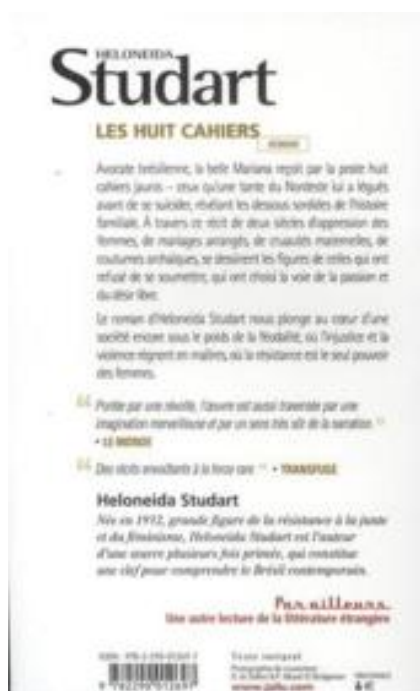 HELONEIDA
Studart
LES HUIT CAHIERS
ROMAN
Avocate brésilienne, la belle Mariana reçoit par la poste huit
cahiers jaunis – ceux qu'une tante du Nordeste lui a légués
avant de se suicider, révélant les dessous sordides de l'histoire
familiale. À travers ce récit de deux siècles d'oppression des
femmes, de mariages arrangés, de cruautés maternelles, de
coutumes archaïques, se dessinent les figures de celles qui ont
refusé de se soumettre, qui ont choisi la voie de la passion et
du désir libre.
Le roman d'Heloneida Studart nous plonge au cœur d'une
société encore sous le poids de la féodalité, où l'injustice et la
violence règnent en maîtres, où la résistance est le seul pouvoir
des femmes.
“ Portée par une révolte, l'œuvre est aussi traversée par une
imagination merveilleuse et par un sens très sûr de la narration. ”
• LE MONDE
“ Des récits envoûtants à la force rare ” • TRANSFUGE
Heloneida Studart
Née en 1932, grande figure de la résistance à la junte
et du féminisme, Heloneida Studart est l'auteur
d'une œuvre plusieurs fois primée, qui constitue
une clef pour comprendre le Brésil contemporain.
Par ailleurs
Une autre lecture de la littérature étrangère
Texte intégral
www.jailu.com